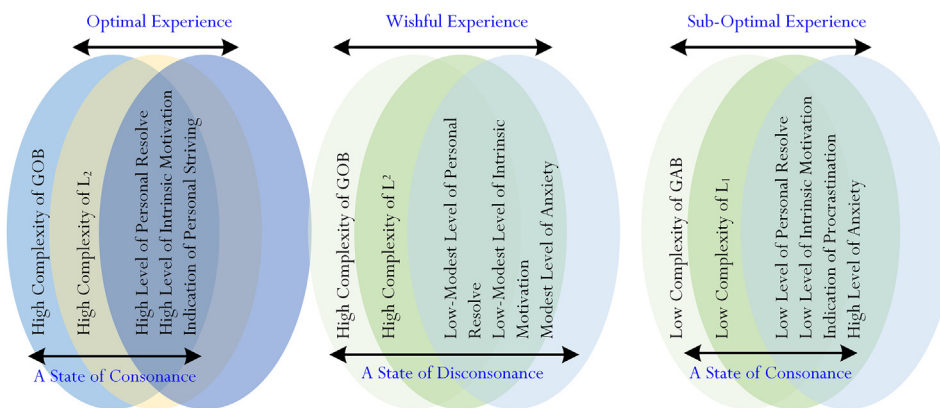 Optimal Experience
High Complexity of GOB
High Complexity of L₂
High Level of Personal Resolve
High Level of Intrinsic Motivation
Indication of Personal Striving
A State of Consonance
Wishful Experience
High Complexity of GOB
High Complexity of L²
Low-Modest Level of Personal
Resolve
Low-Modest Level of Intrinsic
Motivation
Modest Level of Anxiety
A State of Disconsonance
Sub-Optimal Experience
Low Complexity of GAB
Low Complexity of L₁
Low Level of Personal Resolve
Low Level of Intrinsic Motivation
Indication of Procrastination
High Level of Anxiety
A State of Consonance